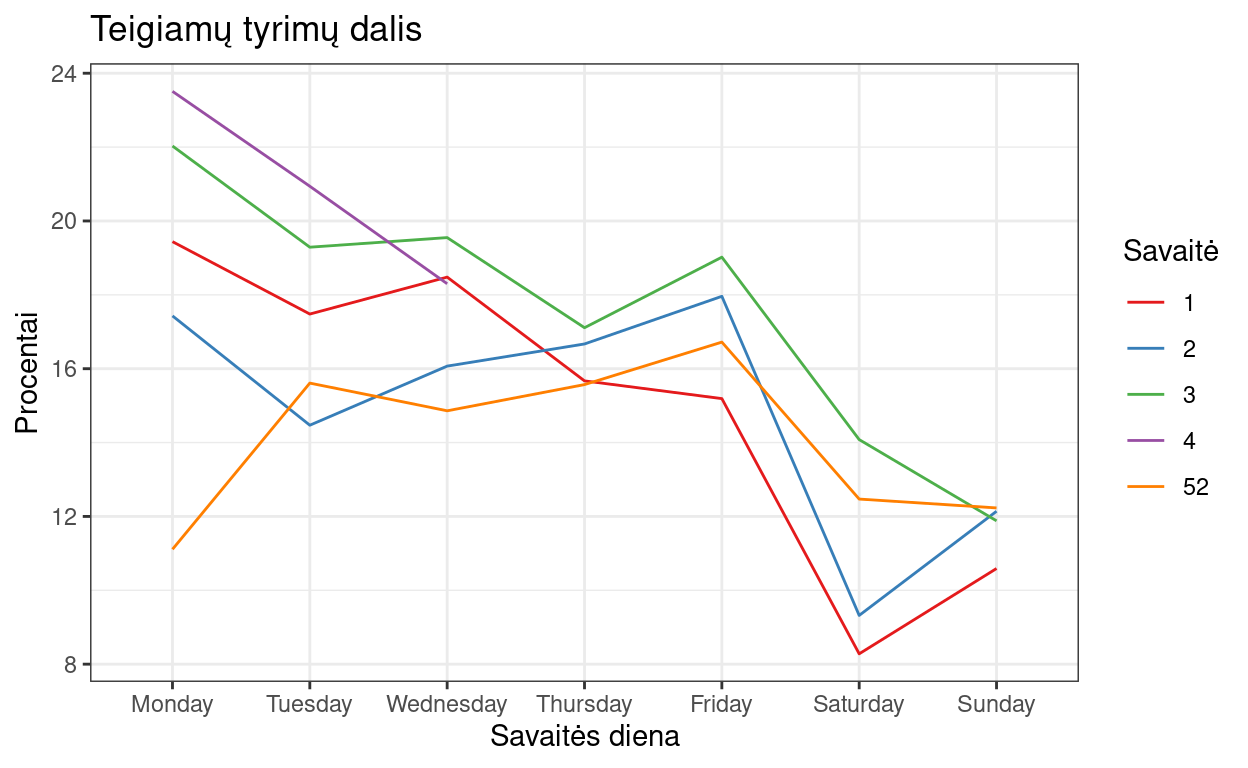 Teigiamų tyrimų dalis
24
20
16
12
8
Procentai
Monday Tuesday Wednesday Thursday Friday Saturday Sunday
Savaitės diena
Savaitė
1
2
3
4
52